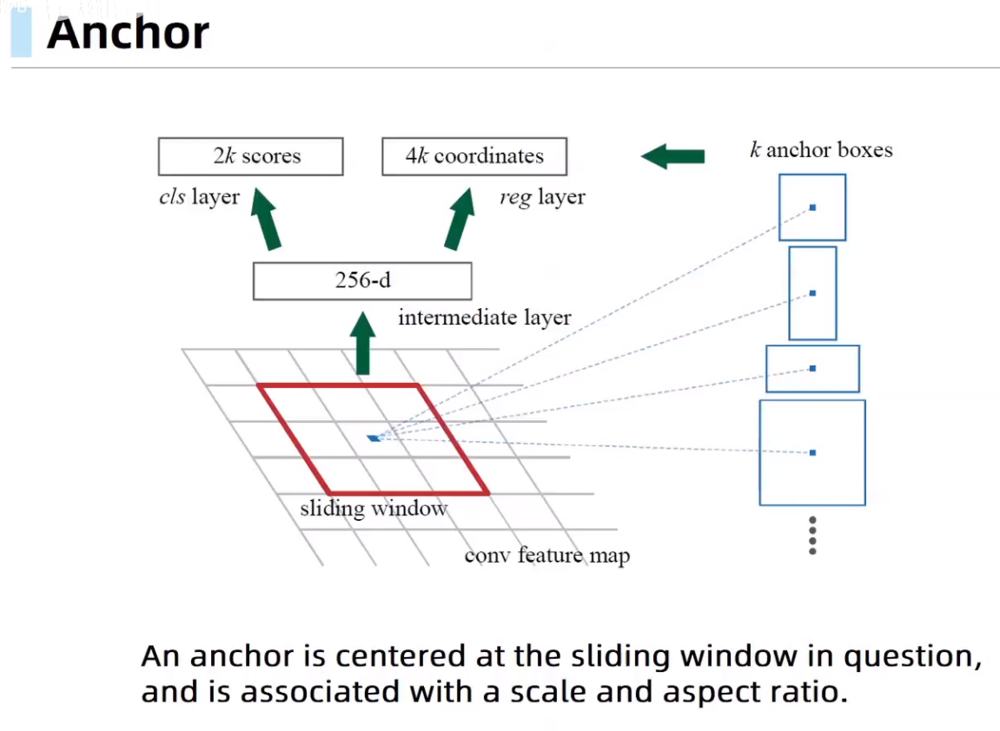 Anchor
2k scores
4k coordinates
k anchor boxes
cls layer
reg layer
256-d
intermediate layer
sliding window
conv feature map
An anchor is centered at the sliding window in question,
and is associated with a scale and aspect ratio.